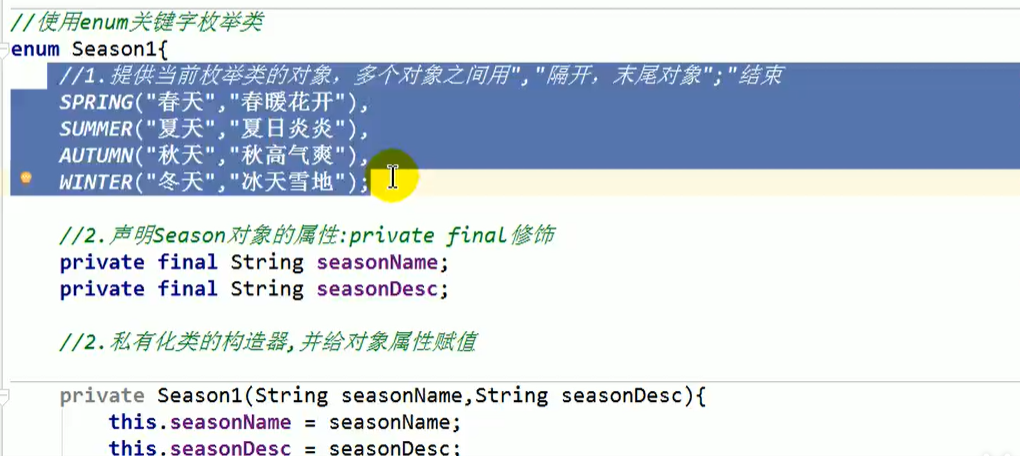 //使用enum关键字枚举类
enum Season1{
//1.提供当前枚举类的对象，多个对象之间用","隔开，末尾对象";"结束
SPRING("春天","春暖花开"),
SUMMER("夏天","夏日炎炎"),
AUTUMN("秋天","秋高气爽"),
WINTER("冬天","冰天雪地");
//2.声明Season对象的属性:private final修饰
private final String seasonName;
private final String seasonDesc;
//2.私有化类的构造器,并给对象属性赋值
private Season1(String seasonName,String seasonDesc){
this.seasonName = seasonName;
this.seasonDesc = seasonDesc;